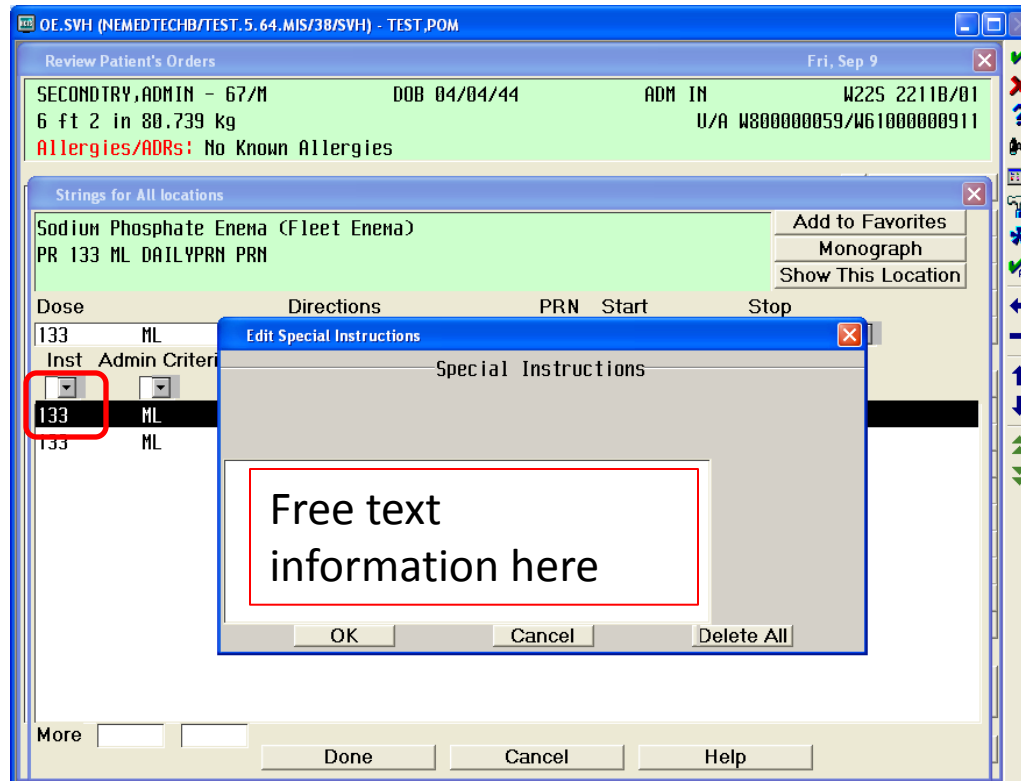 OE.SVH (NEMEDTECHB/TEST.5.64.MIS/38/SVH) - TEST,POM
Review Patient's Orders Fri, Sep 9
SECONDTRY,ADMIN - 67/M DOB 04/04/44 ADM IN W22S 2211B/01
6 ft 2 in 80.739 kg U/A W800000059/W61000000911
Allergies/ADRs: No Known Allergies
Strings for All locations
Sodium Phosphate Enema (Fleet Enema) Add to Favorites
PR 133 ML DAILYPRN PRN Monograph
Show This Location
Dose Directions PRN Start Stop
133 ML Edit Special Instructions
Inst Admin Criteri
Special Instructions
133 ML
133 ML
Free text
information here
OK Cancel Delete All
More
Done Cancel Help